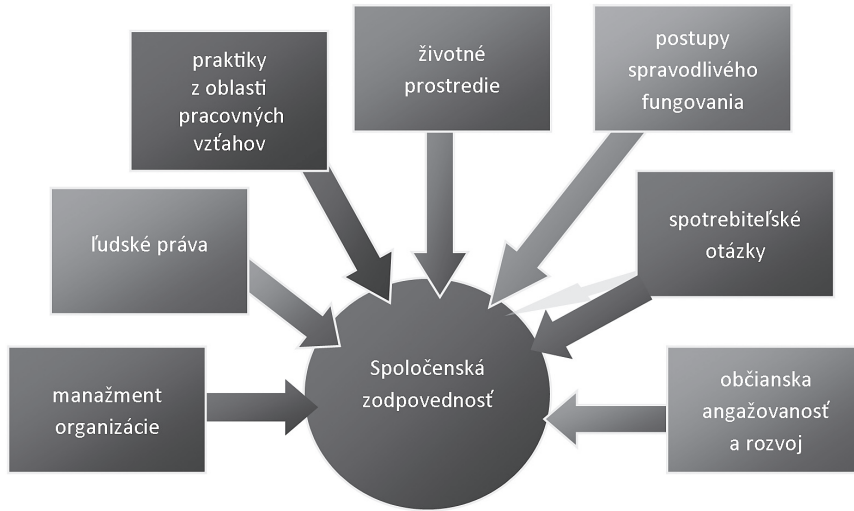 praktiky
z oblasti
pracovných
vzťahov
životné
prostredie
postupy
spravodlivého
fungovania
ľudské práva
spotrebiteľské
otázky
manažment
organizácie
Spoločenská
zodpovednosť
občianska
angažovanosť
a rozvoj